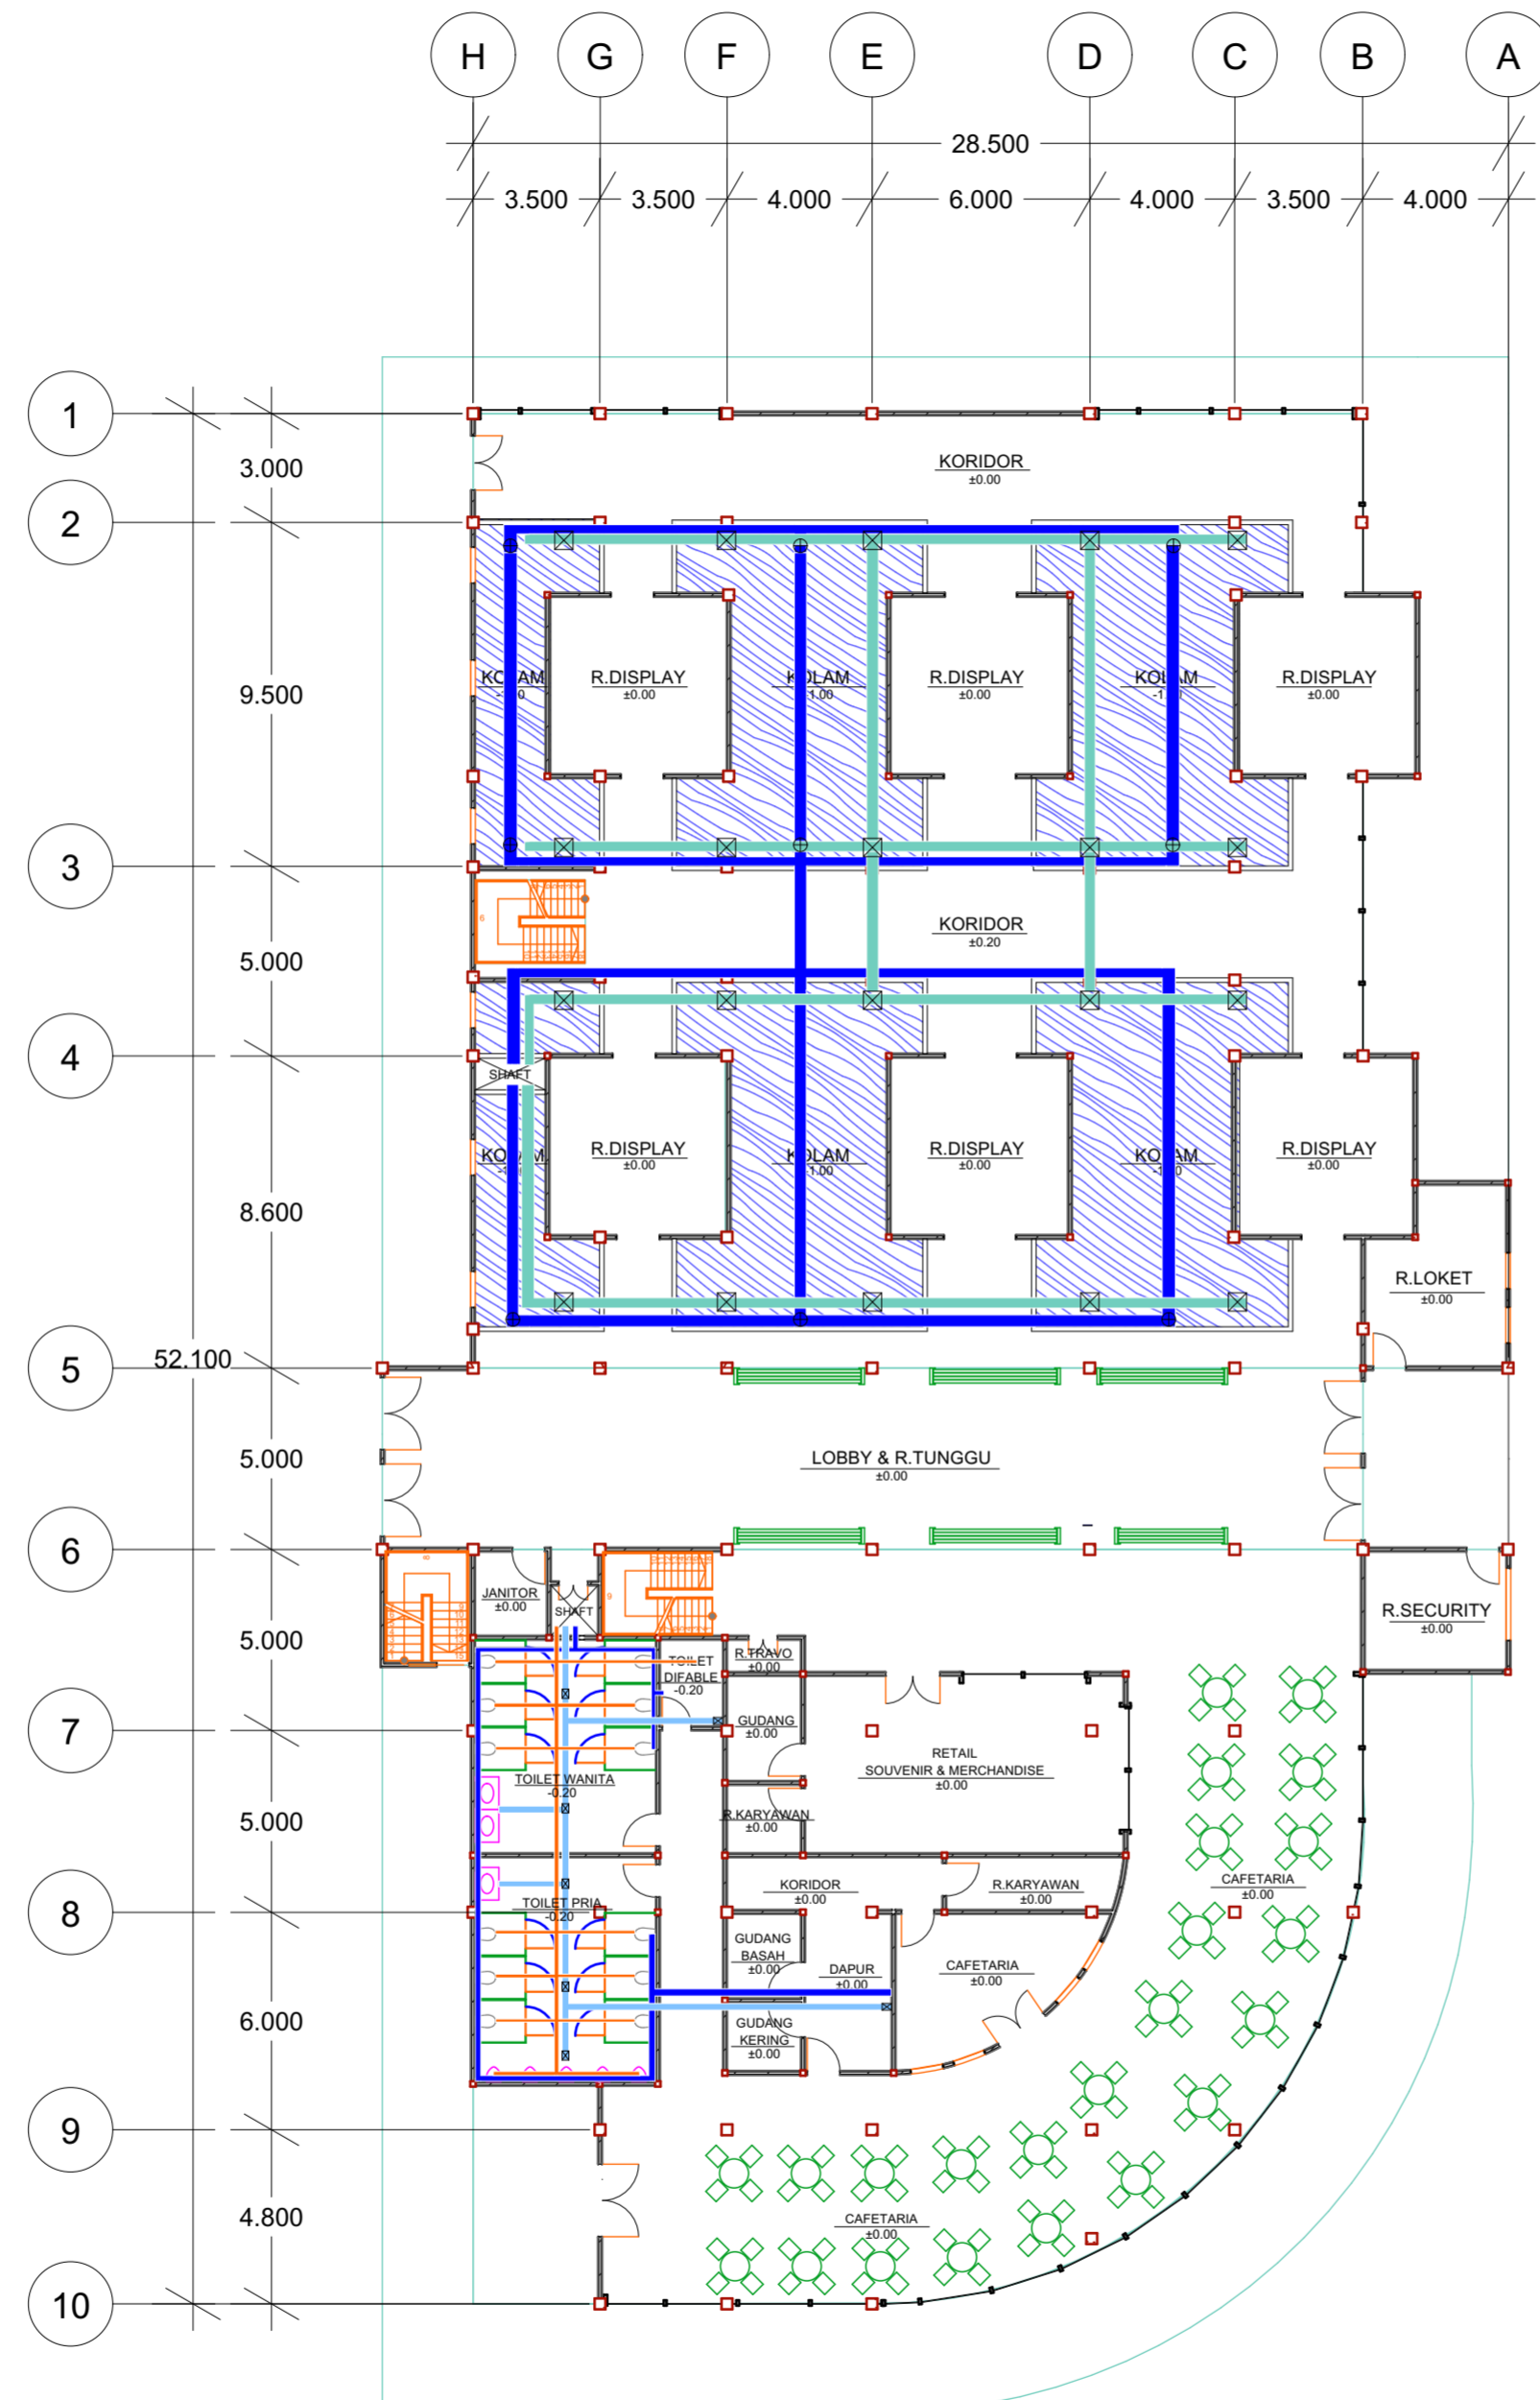 H G F E D C B A
28.500
3.500 3.500 4.000 6.000 4.000 3.500 4.000
1
3.000
KORIDOR
±0.00
2
9.500
KOLAM R.DISPLAY KOLAM R.DISPLAY KOLAM R.DISPLAY
±0.00 ±0.00 ±0.00
3
KORIDOR
±0.20
5.000
4
SHAFT
KOLAM R.DISPLAY KOLAM R.DISPLAY KOLAM R.DISPLAY
±0.00 ±0.00 ±0.00
8.600
R.LOKET
±0.00
52.100
5
5.000
LOBBY & R.TUNGGU
±0.00
6
JANITOR
±0.00
SHAFT
R.SECURITY
±0.00
5.000
R.TRAVO
±0.00
TOILET
DIFABLE
-0.20
7
GUDANG
±0.00
RETAIL
SOUVENIR & MERCHANDISE
±0.00
TOILET WANITA
-0.20
5.000
R.KARYAWAN
±0.00
KORIDOR
±0.00
R.KARYAWAN
±0.00
CAFETARIA
±0.00
8
TOILET PRIA
-0.20
GUDANG
BASAH
±0.00
DAPUR
±0.00
CAFETARIA
±0.00
6.000
GUDANG
KERING
±0.00
9
4.800
CAFETARIA
±0.00
10